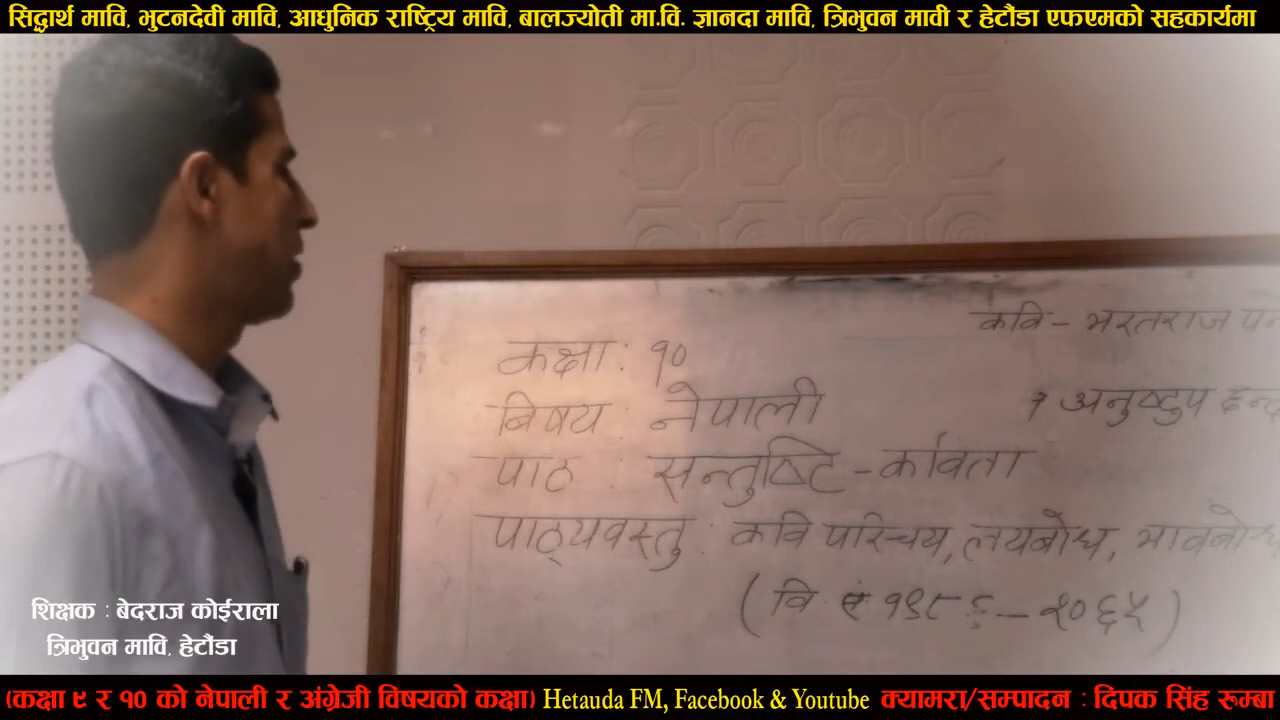 सिद्धार्थ मावि, भुटनदेवी मावि, आधुनिक राष्ट्रिय मावि, बालज्योती मा.वि. ज्ञानदा मावि, त्रिभुवन मावी र हेटौंडा एफएमको सहकार्यमा
कवि - भरतराज
कक्षा : १०
बिषय : नेपाली
१ अनुष्टुप छन्द
पाठ : सन्तुष्टि - कविता
पाठ्यवस्तु : कवि परिचय, लयबोध, भावबोध
(वि सं १९८६ - २०६५)
शिक्षक : बेदराज कोईराला
त्रिभुवन मावि, हेटौंडा
(कक्षा ९ र १० को नेपाली र अंग्रेजी विषयको कक्षा) Hetauda FM, Facebook & Youtube क्यामरा/सम्पादन : दिपक सिंह रूम्बा